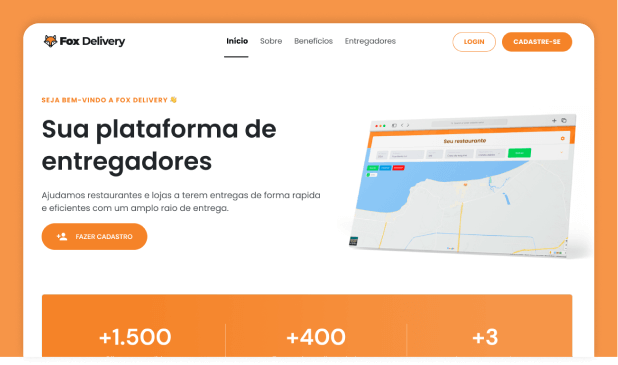 Fox Delivery
Início Sobre Benefícios Entregadores
LOGIN CADASTRE-SE
SEJA BEM-VINDO A FOX DELIVERY 👋
Sua plataforma de
entregadores
Ajudamos restaurantes e lojas a terem entregas de forma rapida
e eficientes com um amplo raio de entrega.
FAZER CADASTRO
Seu restaurante
+1.500 +400 +3